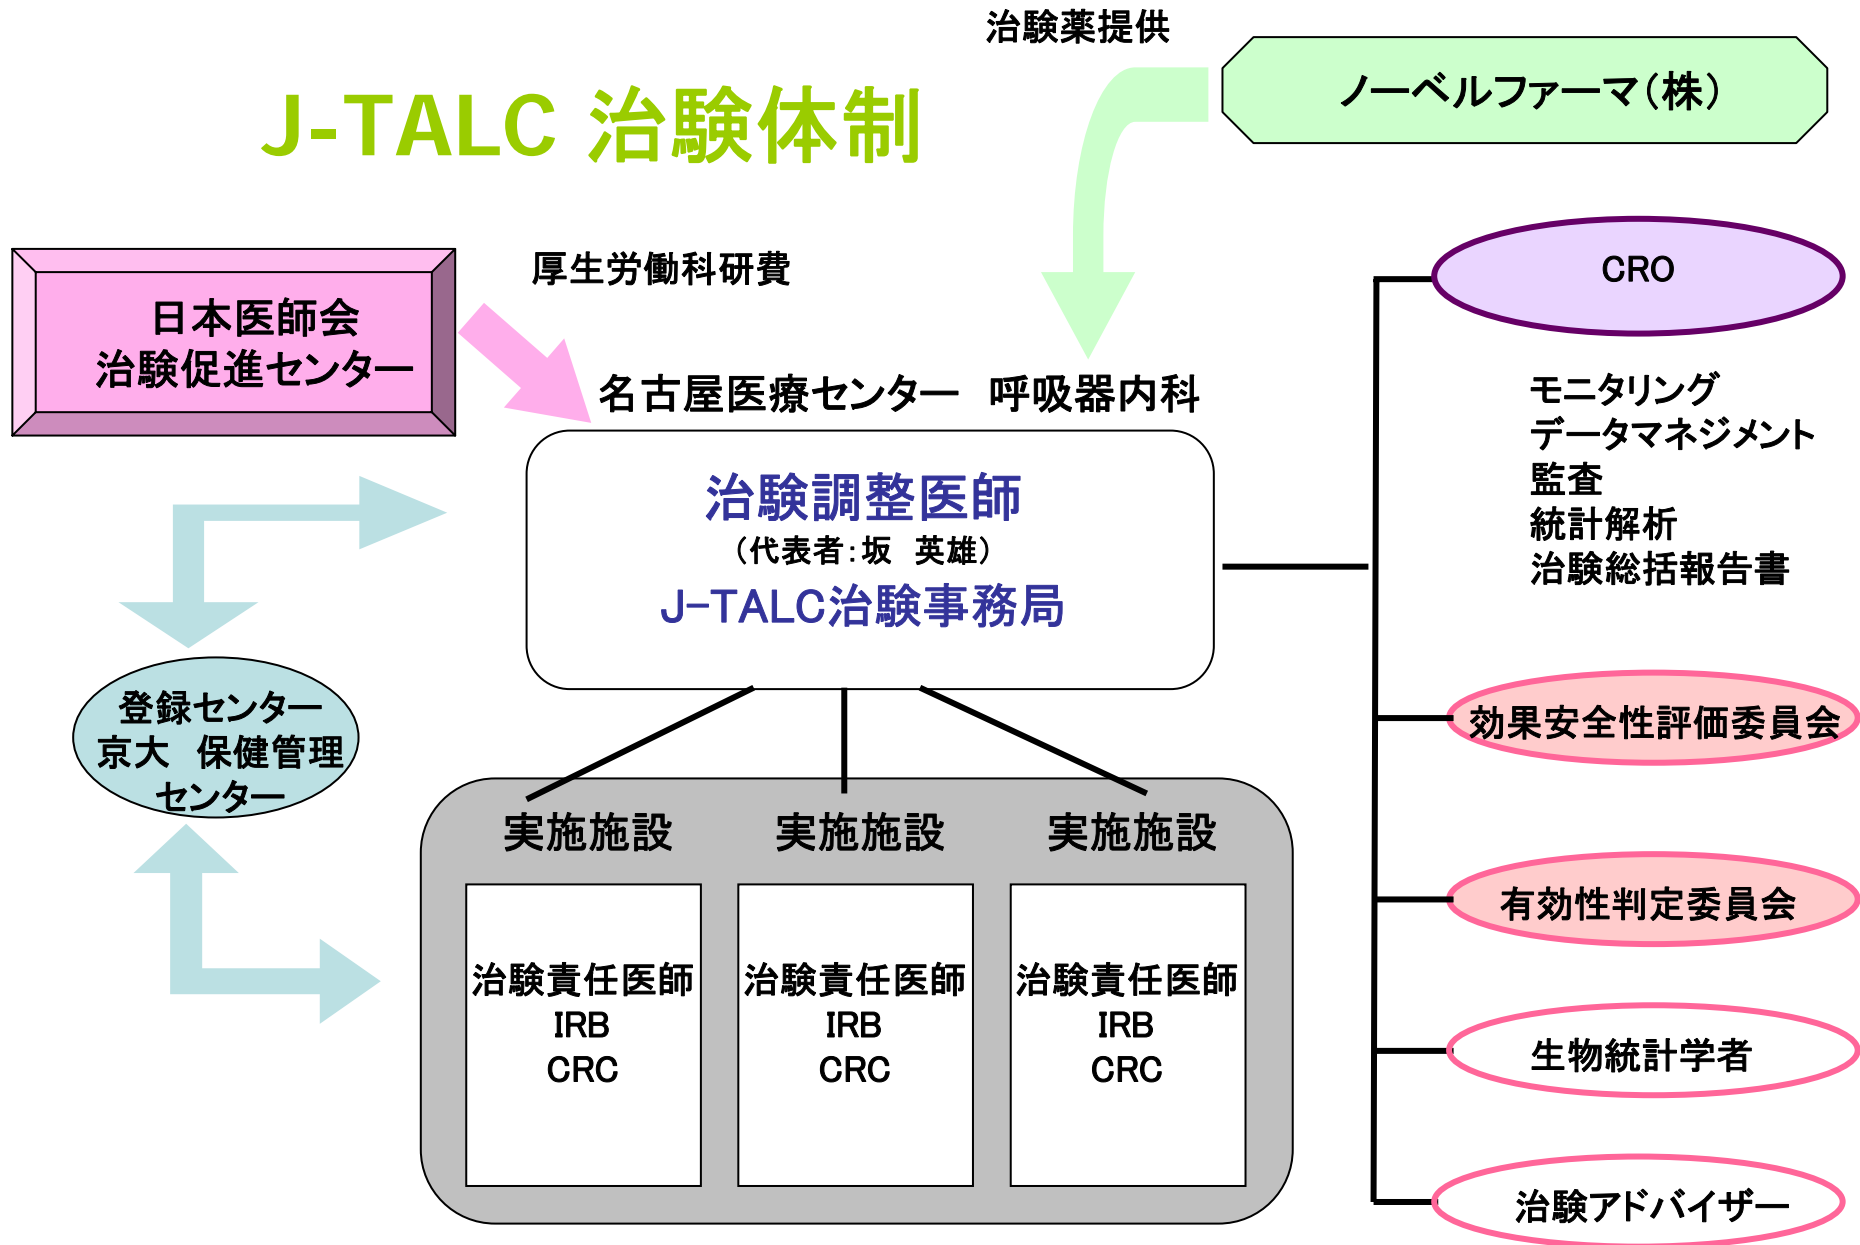 治験薬提供
ノーベルファーマ(株)
J-TALC 治験体制
厚生労働科研費
日本医師会
治験促進センター
名古屋医療センター　呼吸器内科
治験調整医師
(代表者:坂　英雄)
J-TALC治験事務局
CRO
モニタリング
データマネジメント
監査
統計解析
治験総括報告書
登録センター
京大　保健管理
センター
効果安全性評価委員会
有効性判定委員会
生物統計学者
治験アドバイザー
実施施設
治験責任医師
IRB
CRC
実施施設
治験責任医師
IRB
CRC
実施施設
治験責任医師
IRB
CRC